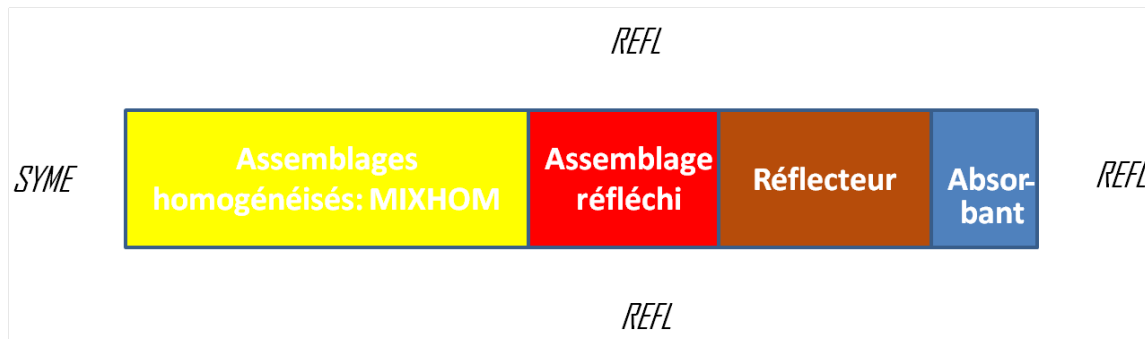 REFL
SYME
Assemblages
homogénéisés: MIXHOM
Assemblage
réfléchi
Réflecteur
Absor-
bant
REFL
REFL